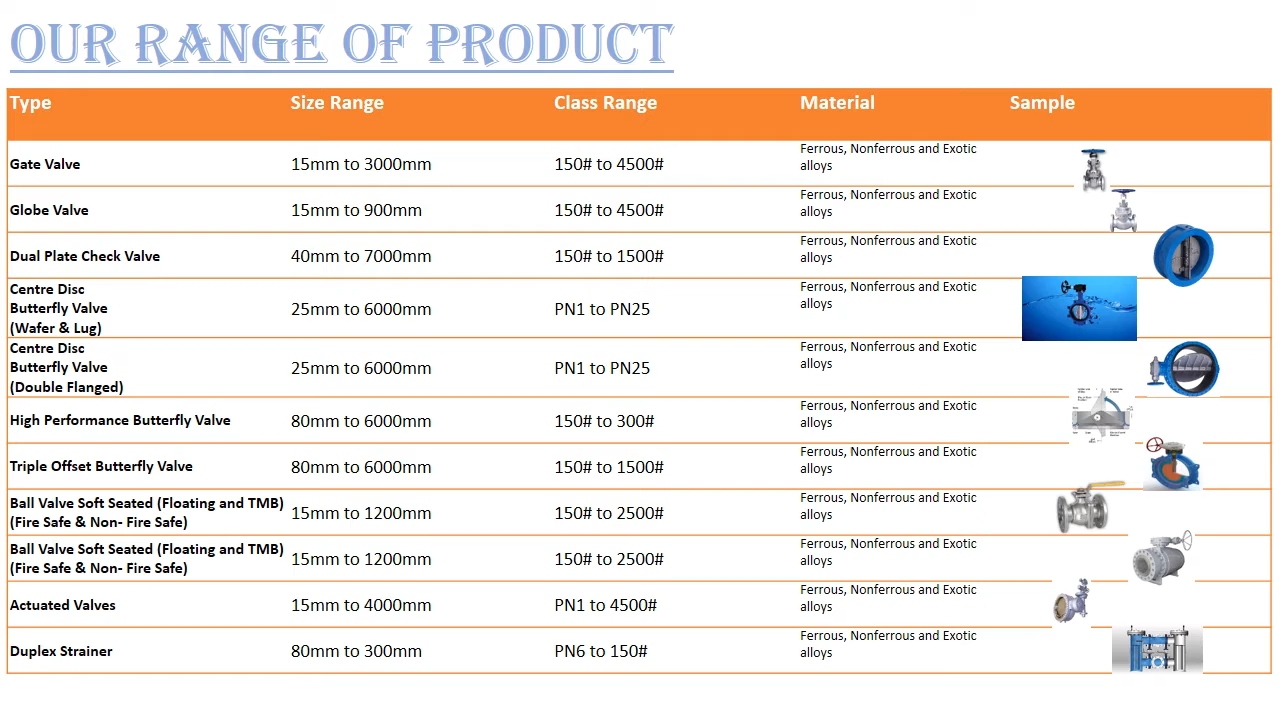 OUR RANGE OF PRODUCT
Type Size Range Class Range Material Sample
Gate Valve 15mm to 3000mm 150# to 4500# Ferrous, Nonferrous and Exotic
alloys
Globe Valve 15mm to 900mm 150# to 4500# Ferrous, Nonferrous and Exotic
alloys
Dual Plate Check Valve 40mm to 7000mm 150# to 1500# Ferrous, Nonferrous and Exotic
alloys
Centre Disc
Butterfly Valve
(Wafer & Lug) 25mm to 6000mm PN1 to PN25 Ferrous, Nonferrous and Exotic
alloys
Centre Disc
Butterfly Valve
(Double Flanged) 25mm to 6000mm PN1 to PN25 Ferrous, Nonferrous and Exotic
alloys
High Performance Butterfly Valve 80mm to 6000mm 150# to 300# Ferrous, Nonferrous and Exotic
alloys
Triple Offset Butterfly Valve 80mm to 6000mm 150# to 1500# Ferrous, Nonferrous and Exotic
alloys
Ball Valve Soft Seated (Floating and TMB)
(Fire Safe & Non- Fire Safe) 15mm to 1200mm 150# to 2500# Ferrous, Nonferrous and Exotic
alloys
Ball Valve Soft Seated (Floating and TMB)
(Fire Safe & Non- Fire Safe) 15mm to 1200mm 150# to 2500# Ferrous, Nonferrous and Exotic
alloys
Actuated Valves 15mm to 4000mm PN1 to 4500# Ferrous, Nonferrous and Exotic
alloys
Duplex Strainer 80mm to 300mm PN6 to 150# Ferrous, Nonferrous and Exotic
alloys